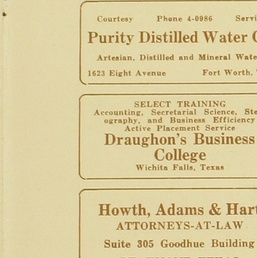 Courtesy Phone 4-0986
Purity Distilled Water
Artesian, Distilled and Mineral
1623 Eight Avenue Fort Worth,
SELECT TRAINING
Accounting, Secretarial Science,
ography, and Business Efficiency
Active Placement Service
Draughon's Business
College
Wichita Falls, Texas
Howth, Adams &
ATTORNEYS-AT-LAW
Suite 305 Goodhue Building